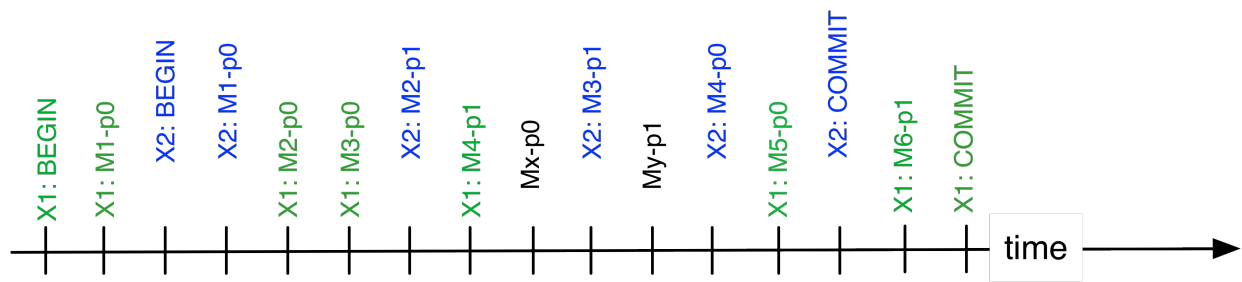 X1: BEGIN
X1: M1-p0
X2: BEGIN
X2: M1-p0
X1: M2-p0
X1: M3-p0
X2: M2-p1
X1: M4-p1
Mx-p0
X2: M3-p1
My-p1
X2: M4-p0
X1: M5-p0
X2: COMMIT
X1: M6-p1
X1: COMMIT
time